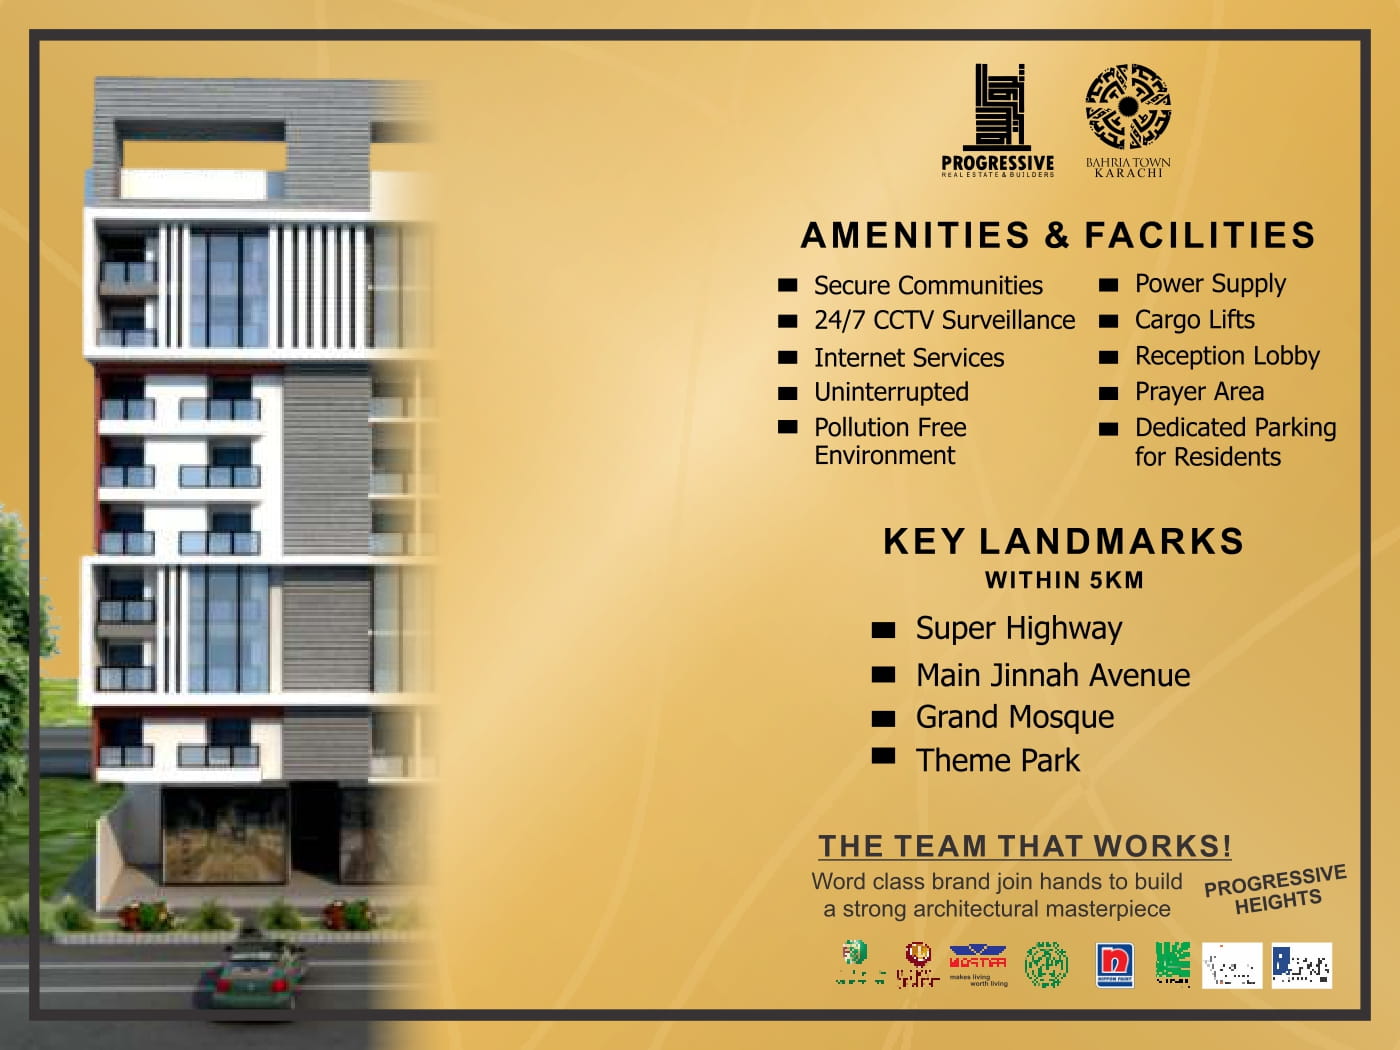 PROGRESSIVE
REAL ESTATE & BUILDERS
BAHRIA TOWN
KARACHI
AMENITIES & FACILITIES
Secure Communities
24/7 CCTV Surveillance
Internet Services
Uninterrupted
Pollution Free
Environment
Power Supply
Cargo Lifts
Reception Lobby
Prayer Area
Dedicated Parking
for Residents
KEY LANDMARKS
WITHIN 5KM
Super Highway
Main Jinnah Avenue
Grand Mosque
Theme Park
THE TEAM THAT WORKS!
Word class brand join hands to build
a strong architectural masterpiece
PROGRESSIVE
HEIGHTS
makes living
worth living
n
NIPPON PAINT